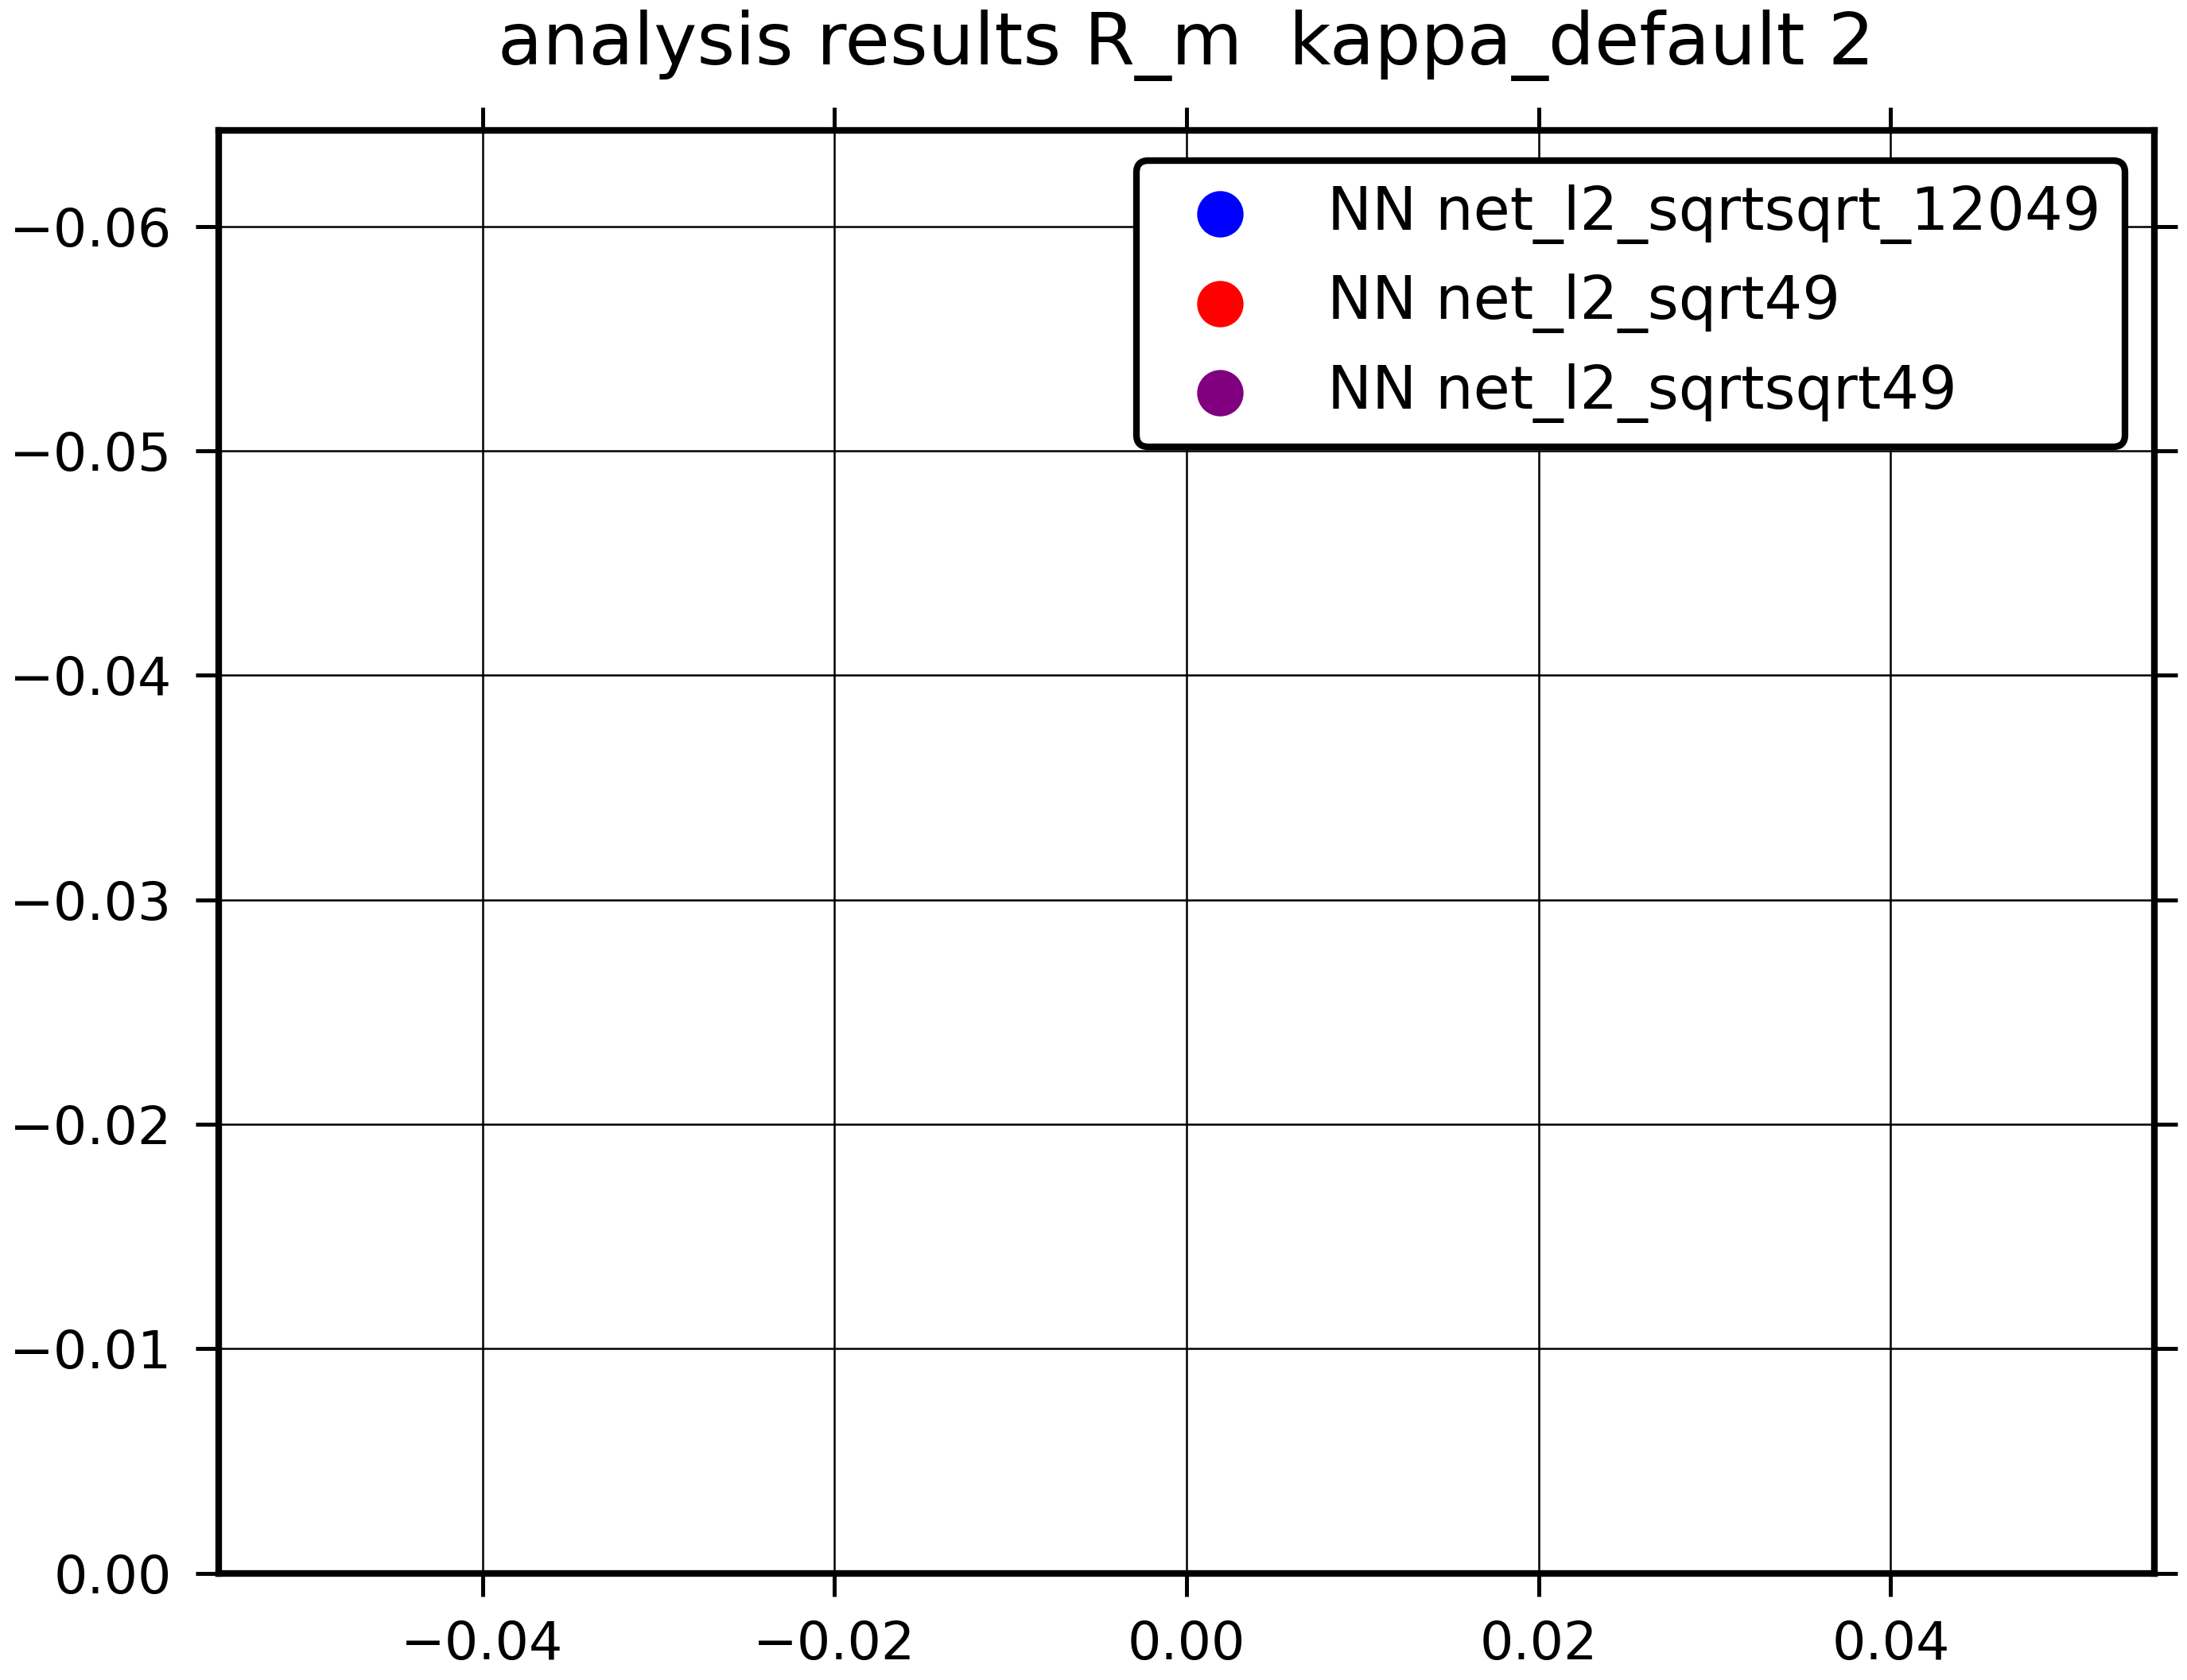 analysis results R_m  kappa_default 2
NN net_l2_sqrtsqrt_12049
NN net_l2_sqrt49
NN net_l2_sqrtsqrt49
−0.06
−0.05
−0.04
−0.03
−0.02
−0.01
0.00
−0.04 −0.02 0.00 0.02 0.04